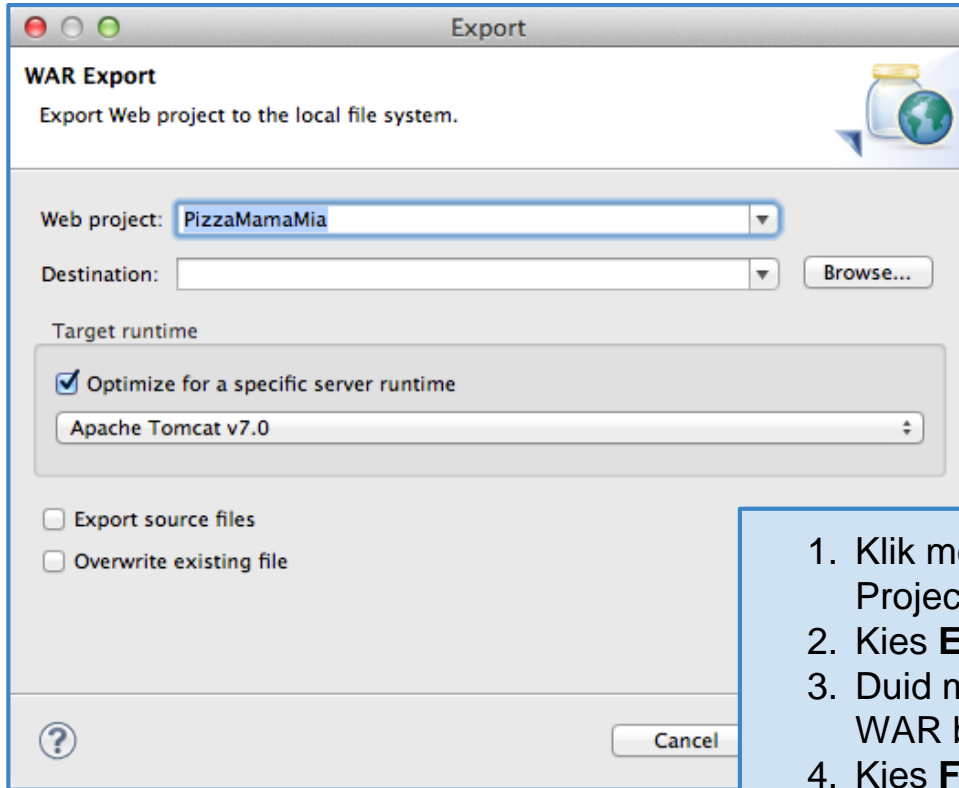 Export
WAR Export
Export Web project to the local file system.
Web project: PizzaMamaMia
Destination: Browse...
Target runtime
Optimize for a specific server runtime
Apache Tomcat v7.0
Export source files
Overwrite existing file
Cancel
1. Klik
Projec
2. Kies E
3. Duid
WAR
4. Kies F